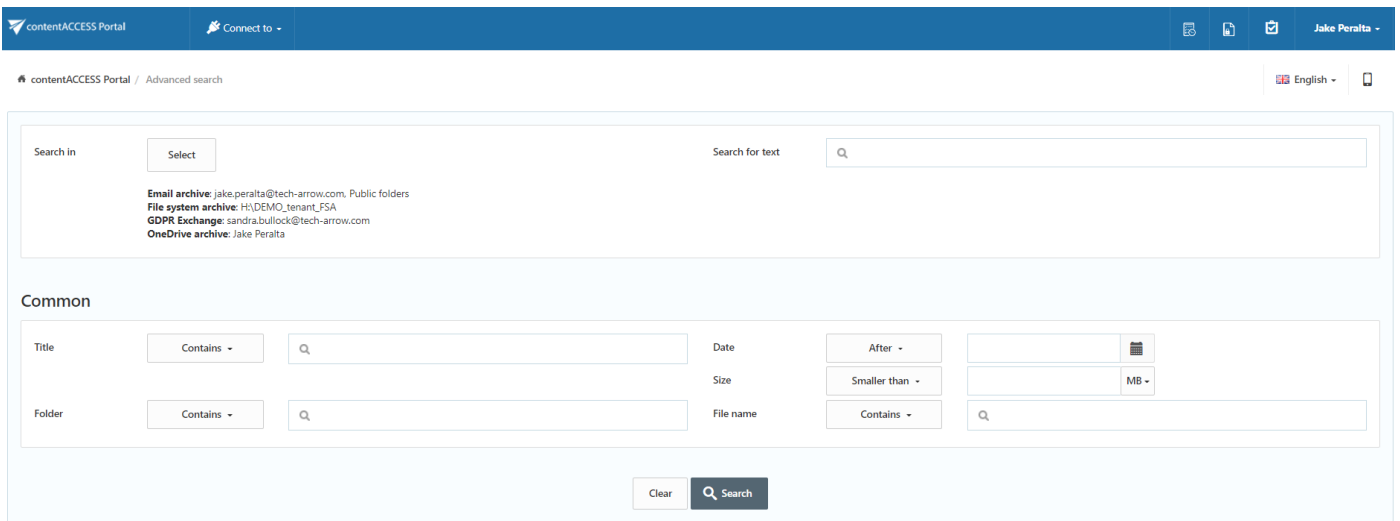 contentACCESS Portal
Connect to
Jake Peralta
contentACCESS Portal / Advanced search
English
Search in
Select
Search for text
Email archive: jake.peralta@tech-arrow.com, Public folders
File system archive: H:\DEMO_tenant_FSA
GDPR Exchange: sandra.bullock@tech-arrow.com
OneDrive archive: Jake Peralta
Common
Title
Contains
Date
After
Size
Smaller than
MB
Folder
Contains
File name
Contains
Clear
Search